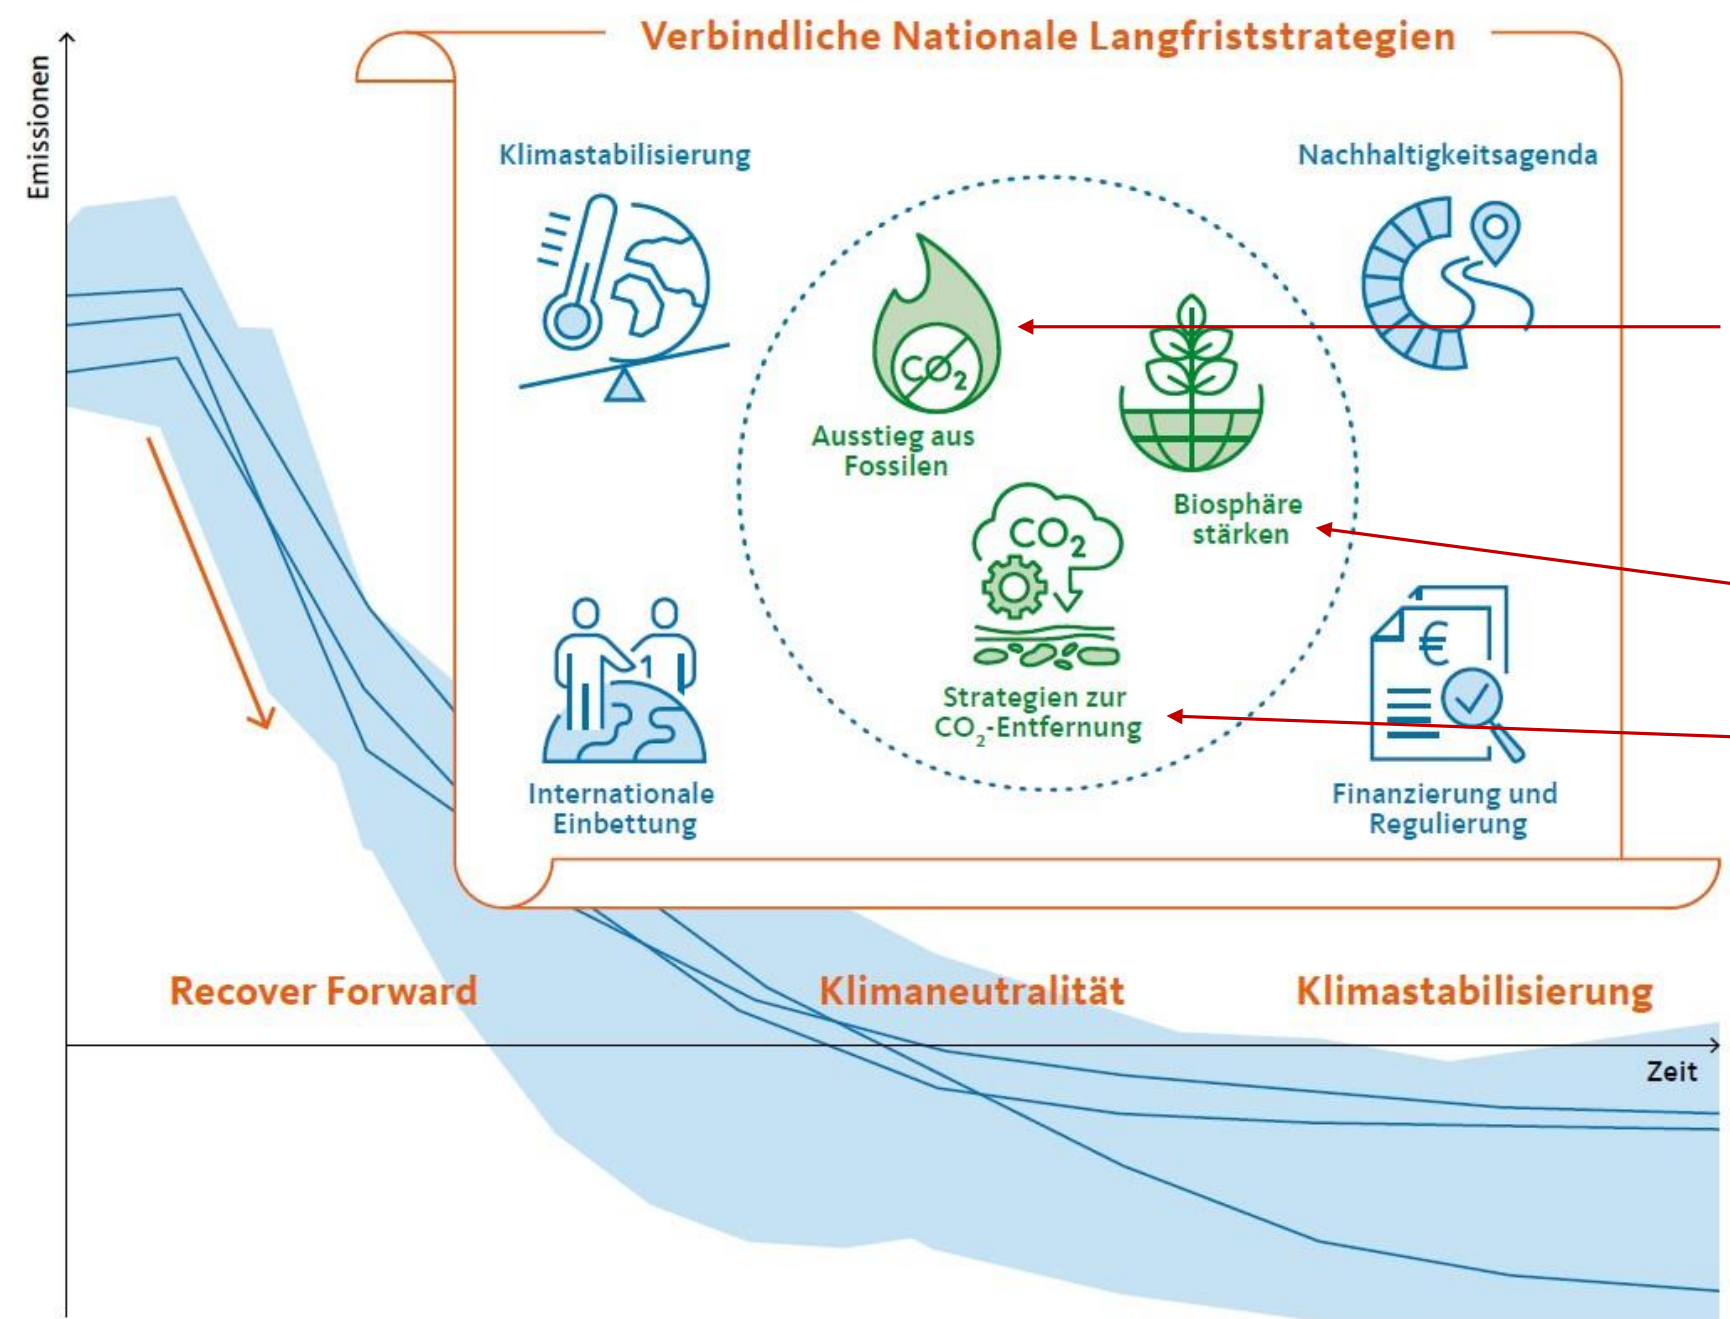 Verbindliche Nationale Langfriststrategien
Emissionen
Klimastabilisierung
Nachhaltigkeitsagenda
CO2
Ausstieg aus
Fossilen
Biosphäre
stärken
CO2
Strategien zur
CO2-Entfernung
€
Internationale
Einbettung
Finanzierung und
Regulierung
Recover Forward
Klimaneutralität
Klimastabilisierung
Zeit